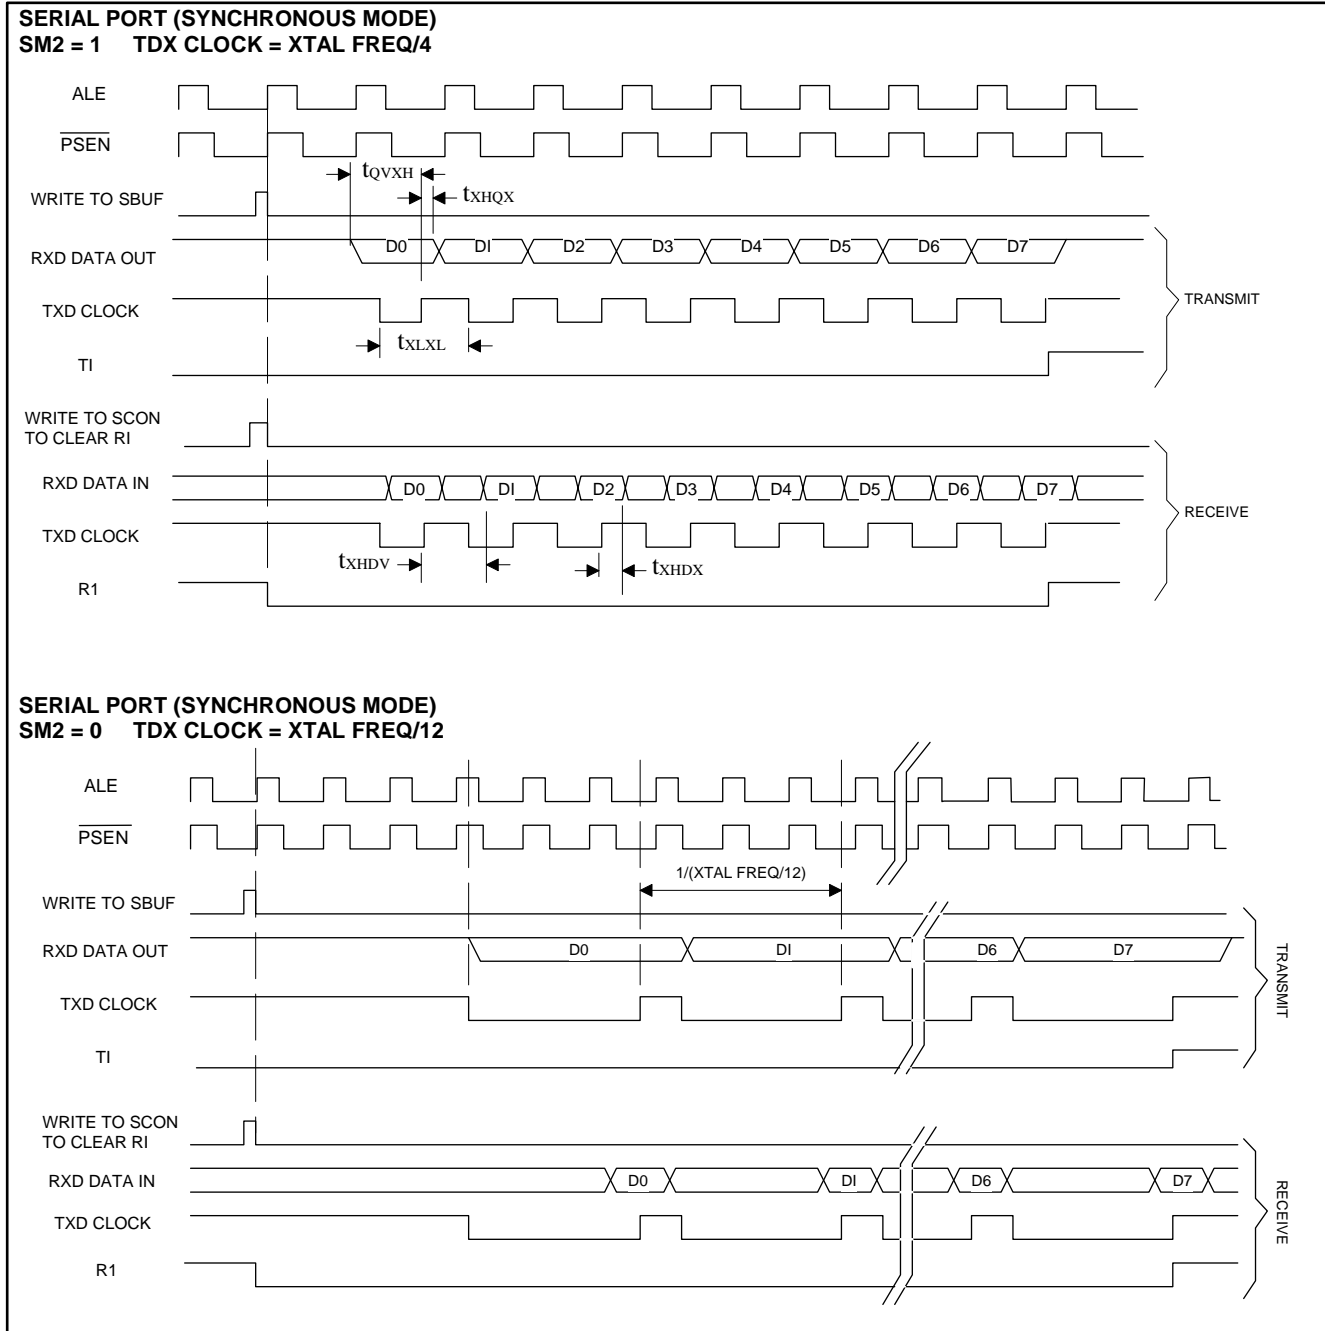 SERIAL PORT (SYNCHRONOUS MODE)
SM2 = 1 TDX CLOCK = XTAL FREQ/4
ALE
PSEN
tQVXH
tXHQX
WRITE TO SBUF
RXD DATA OUT
D0 DI D2 D3 D4 D5 D6 D7
TXD CLOCK
TRANSMIT
tXLXL
TI
WRITE TO SCON
TO CLEAR RI
RXD DATA IN
D0 DI D2 D3 D4 D5 D6 D7
RECEIVE
TXD CLOCK
tXHDV
tXHDX
R1
SERIAL PORT (SYNCHRONOUS MODE)
SM2 = 0 TDX CLOCK = XTAL FREQ/12
ALE
PSEN
1/(XTAL FREQ/12)
WRITE TO SBUF
RXD DATA OUT
D0 DI D6 D7
TRANSMIT
TXD CLOCK
TI
WRITE TO SCON
TO CLEAR RI
RXD DATA IN
D0 DI D6 D7
RECEIVE
TXD CLOCK
R1